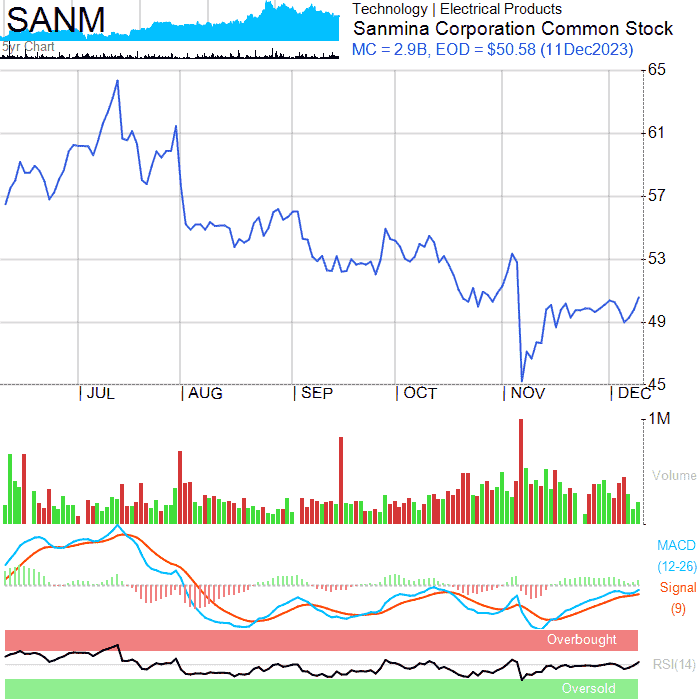 SANM
5yr Chart
Technology | Electrical Products
Sanmina Corporation Common Stock
MC = 2.9B, EOD = $50.58 (11Dec2023)
65
61
57
53
49
45
| JUL | AUG | SEP | OCT | NOV | DEC
1M
Volume
MACD
(12-26)
Signal
(9)
Overbought
RSI(14)
Oversold